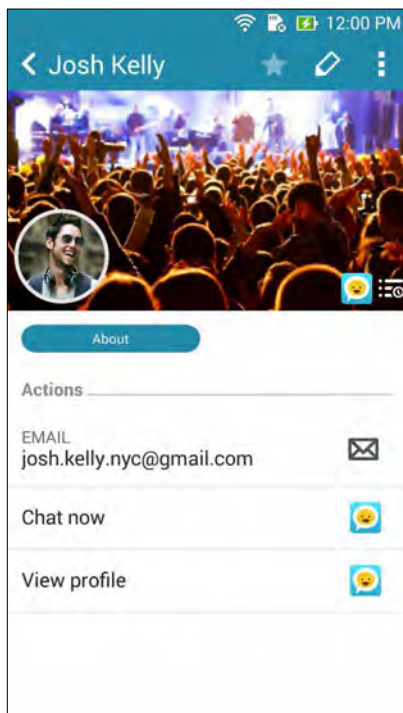 12:00 PM
Josh Kelly
About
Actions
EMAIL
josh.kelly.nyc@gmail.com
Chat now
View profile